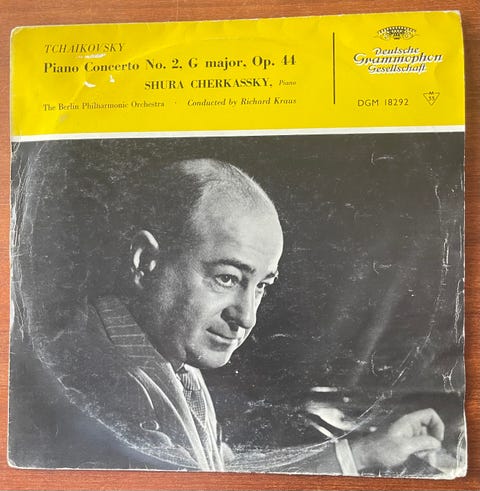 TCHAIKOVSKY
Piano Concerto No. 2, G major, Op. 44
SHURA CHERKASSKY, Piano
The Berlin Philharmonic Orchestra · Conducted by Richard Kraus
Deutsche
Grammophon
Gesellschaft
DGM 18292
M
33